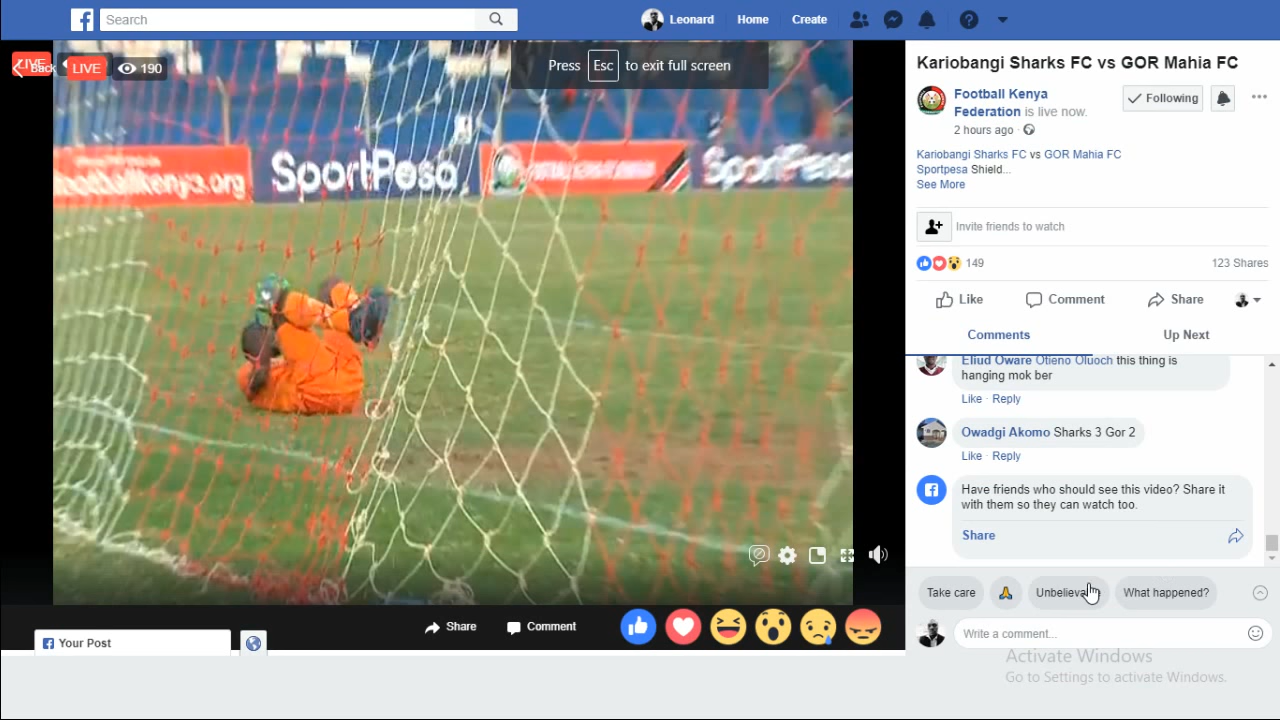 Search
Leonard
Home
Create
LIVE
Back
LIVE
190
Press Esc to exit full screen
footballkenya.org
SportPesa
SportPesa
Share
Comment
Your Post
Kariobangi Sharks FC vs GOR Mahia FC
Football Kenya
Federation is live now.
2 hours ago ·
Following
Kariobangi Sharks FC vs GOR Mahia FC
Sportpesa Shield...
See More
Invite friends to watch
149
123 Shares
Like
Comment
Share
Comments
Up Next
Eliud Oware Otieno Oluoch this thing is
hanging mok ber
Like · Reply
Owadgi Akomo Sharks 3 Gor 2
Like · Reply
Have friends who should see this video? Share it
with them so they can watch too.
Share
Take care
What happened?
Write a comment...
Activate Windows
Go to Settings to activate Windows.